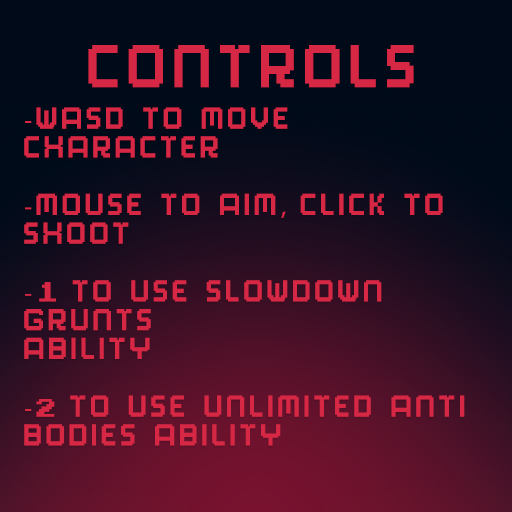 CONTROLS
-WASD TO MOVE
CHARACTER
-MOUSE TO AIM, CLICK TO
SHOOT
-1 TO USE SLOWDOWN
GRUNTS
ABILITY
-2 TO USE UNLIMITED ANTI
BODIES ABILITY